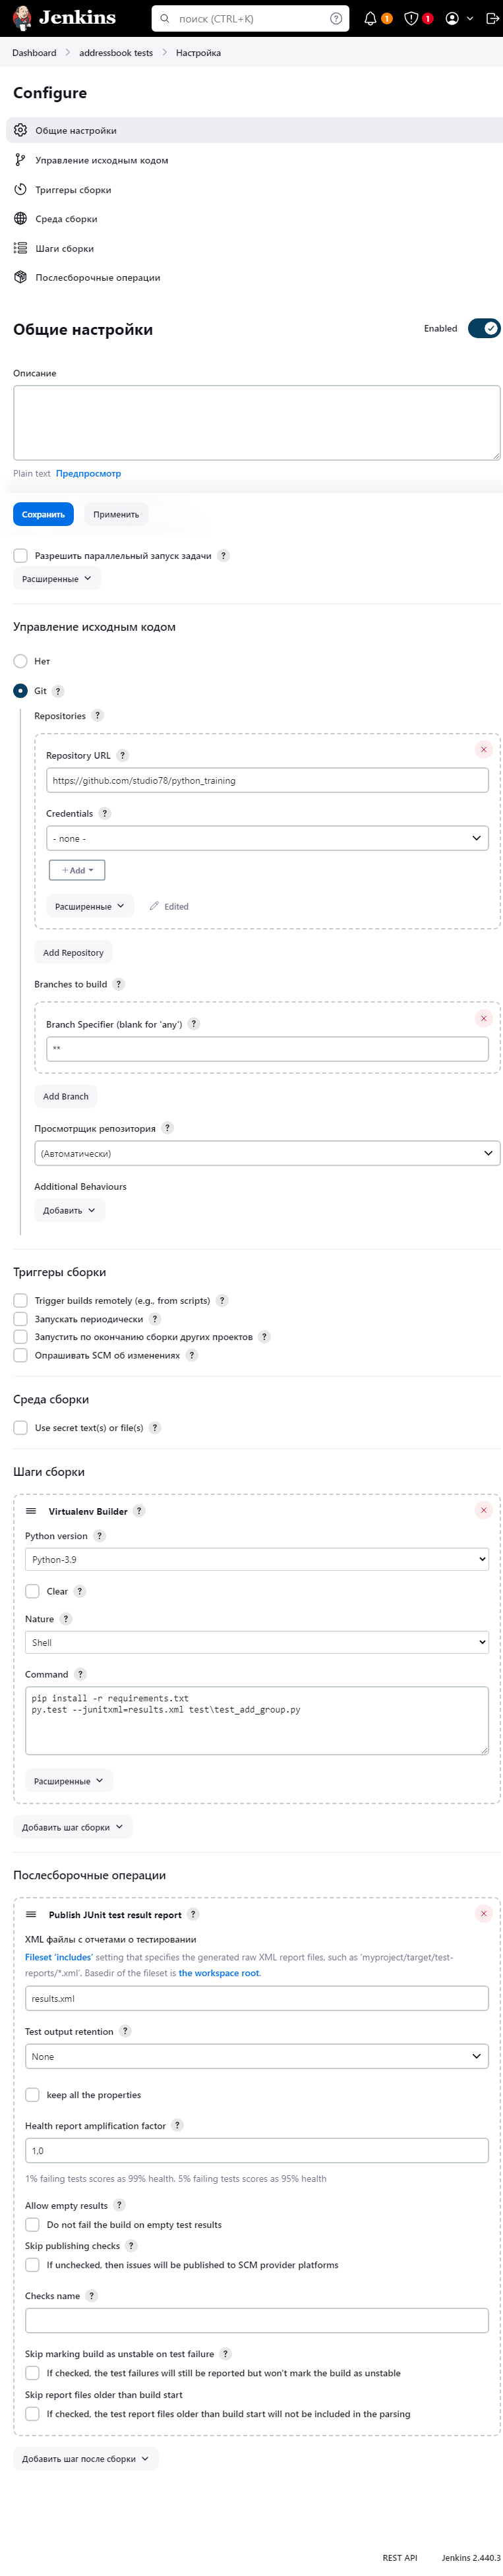 Jenkins
поиск (CTRL+K)
1
1
Dashboard
addressbook tests
Настройка
Configure
Общие настройки
Управление исходным кодом
Триггеры сборки
Среда сборки
Шаги сборки
Послесборочные операции
Общие настройки
Enabled
Описание
Plain text Предпросмотр
Сохранить
Применить
Разрешить параллельный запуск задачи ?
Расширенные
Управление исходным кодом
Нет
Git ?
Repositories ?
Repository URL ?
https://github.com/studio78/python_training
Credentials ?
- none -
+Add
Расширенные
Edited
Add Repository
Branches to build ?
Branch Specifier (blank for 'any') ?
**
Add Branch
Просмотрщик репозитория ?
(Автоматически)
Additional Behaviours
Добавить
Триггеры сборки
Trigger builds remotely (e.g., from scripts) ?
Запускать периодически ?
Запустить по окончанию сборки других проектов ?
Опрашивать SCM об изменениях ?
Среда сборки
Use secret text(s) or file(s) ?
Шаги сборки
Virtualenv Builder ?
Python version ?
Python-3.9
Clear ?
Nature ?
Shell
Command ?
pip install -r requirements.txt
py.test --junitxml=results.xml test\test_add_group.py
Расширенные
Добавить шаг сборки
Послесборочные операции
Publish JUnit test result report ?
XML файлы с отчетами о тестировании
Fileset 'includes' setting that specifies the generated raw XML report files, such as 'myproject/target/test-
reports/*.xml'. Basedir of the fileset is the workspace root.
results.xml
Test output retention ?
None
keep all the properties
Health report amplification factor ?
1,0
1% failing tests scores as 99% health. 5% failing tests scores as 95% health
Allow empty results ?
Do not fail the build on empty test results
Skip publishing checks ?
If unchecked, then issues will be published to SCM provider platforms
Checks name ?
Skip marking build as unstable on test failure ?
If checked, the test failures will still be reported but won't mark the build as unstable
Skip report files older than build start
If checked, the test report files older than build start will not be included in the parsing
Добавить шаг после сборки
REST API
Jenkins 2.440.3